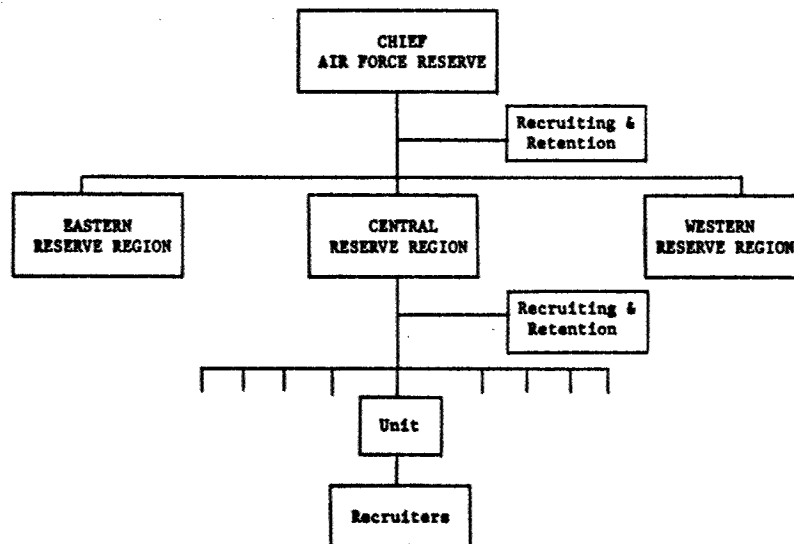 CHIEF
AIR FORCE RESERVE
Recruiting &
Retention
EASTERN
RESERVE REGION
CENTRAL
RESERVE REGION
WESTERN
RESERVE REGION
Recruiting &
Retention
Unit
Recruiters